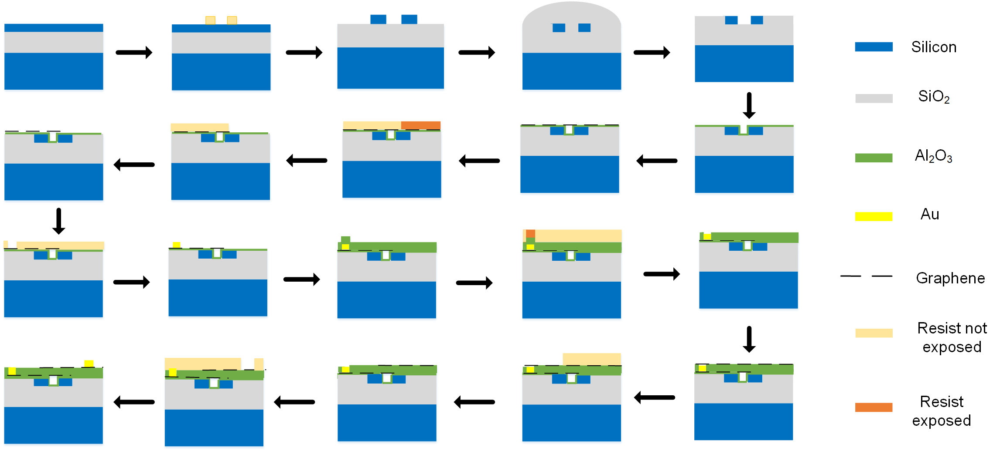 Silicon
SiO₂
Al₂O₃
Au
Graphene
Resist not
exposed
Resist
exposed